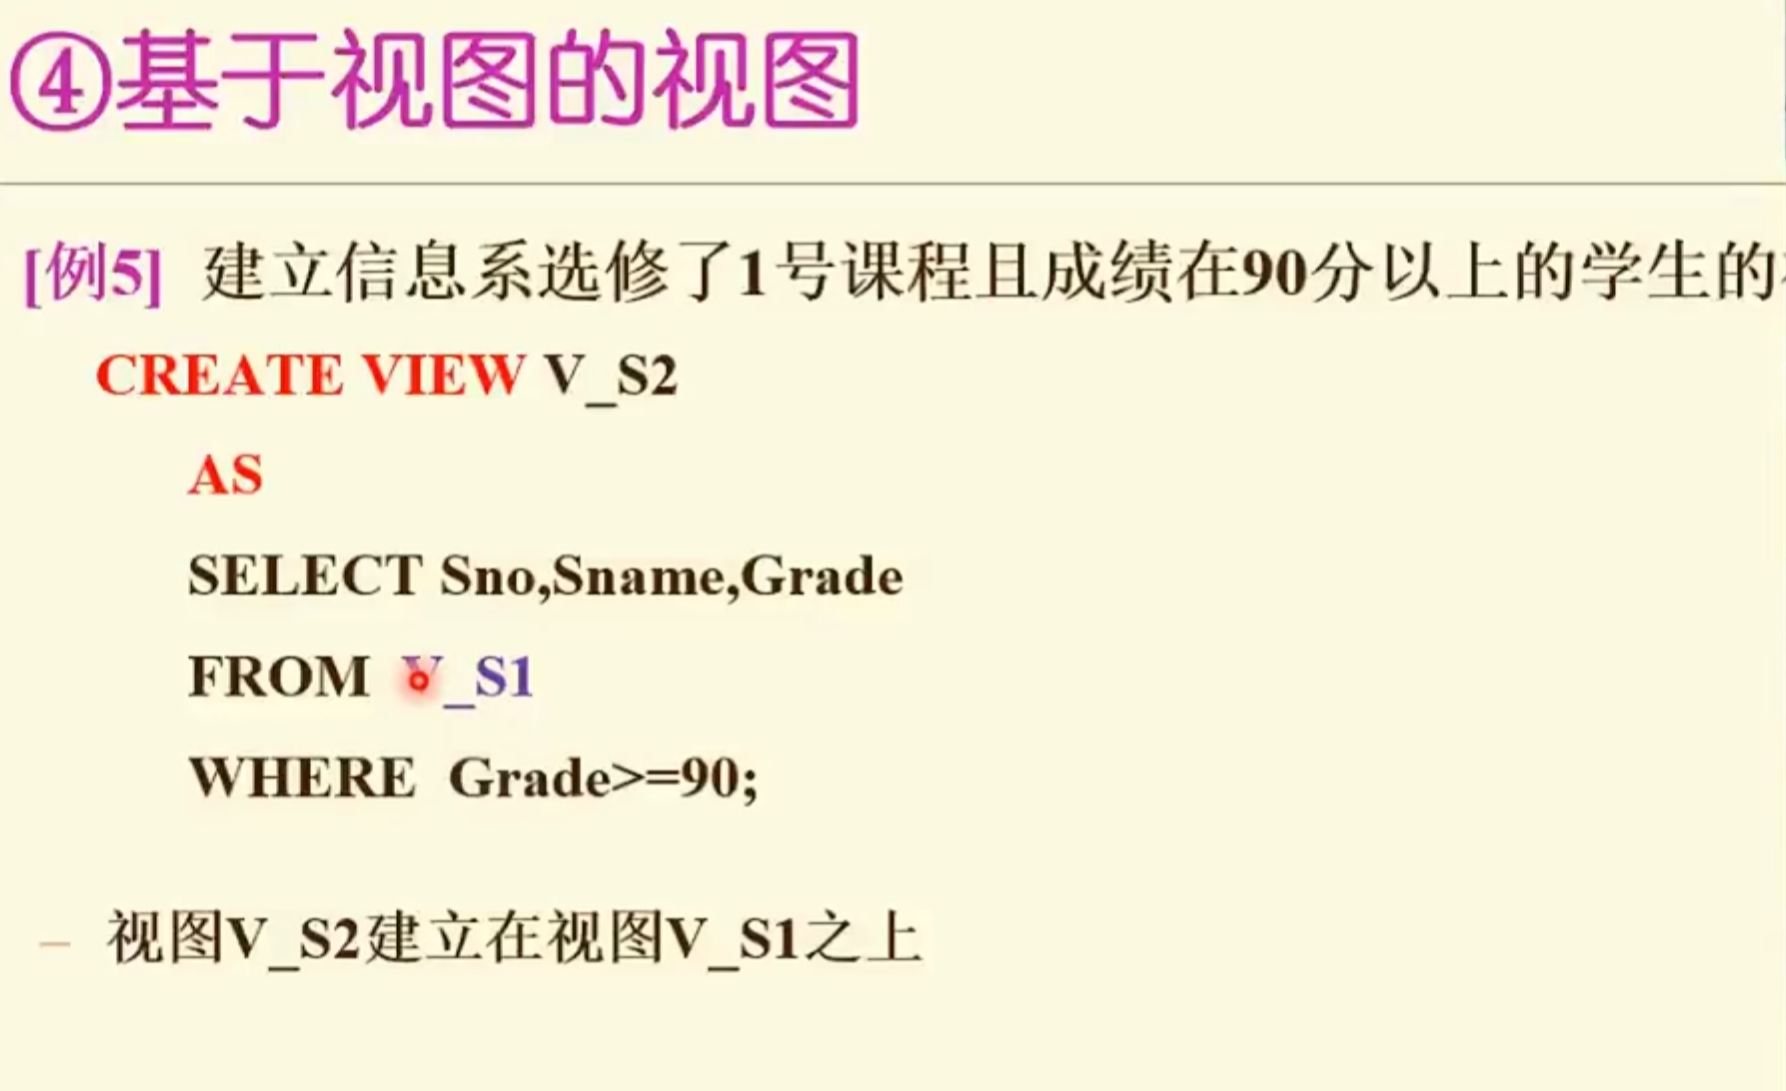 ④基于视图的视图
[例5] 建立信息系选修了1号课程且成绩在90分以上的学生的
CREATE VIEW V_S2
AS
SELECT Sno,Sname,Grade
FROM V_S1
WHERE Grade>=90;
– 视图V_S2建立在视图V_S1之上